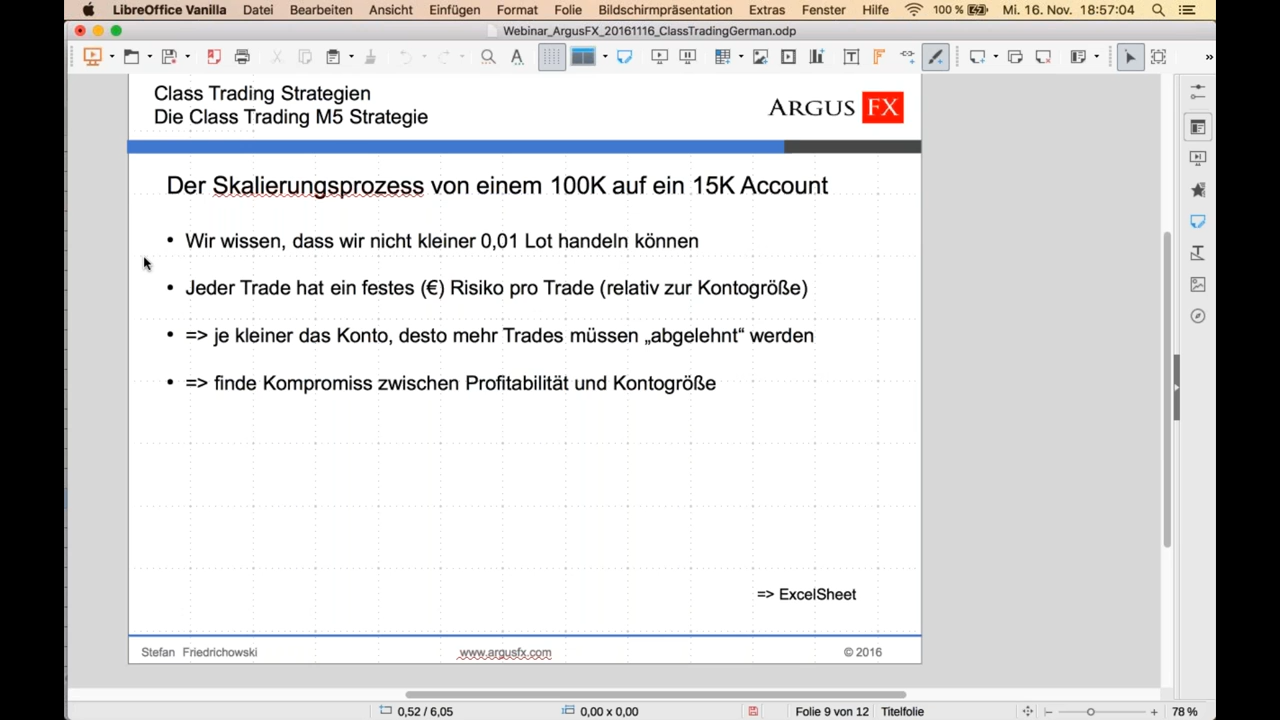 LibreOffice Vanilla Datei Bearbeiten Ansicht Einfügen Format Folie Bildschirmpräsentation Extras Fenster Hilfe 100 % Mi. 16. Nov. 18:57:04
Webinar_ArgusFX_20161116_ClassTradingGerman.odp
Class Trading Strategien
Die Class Trading M5 Strategie
ARGUS FX
Der Skalierungsprozess von einem 100K auf ein 15K Account
• Wir wissen, dass wir nicht kleiner 0,01 Lot handeln können
• Jeder Trade hat ein festes (€) Risiko pro Trade (relativ zur Kontogröße)
• => je kleiner das Konto, desto mehr Trades müssen „abgelehnt“ werden
• => finde Kompromiss zwischen Profitabilität und Kontogröße
=> ExcelSheet
Stefan Friedrichowski www.argusfx.com © 2016
0,52 / 6,05 0,00 x 0,00 Folie 9 von 12 Titelfolie 78 %